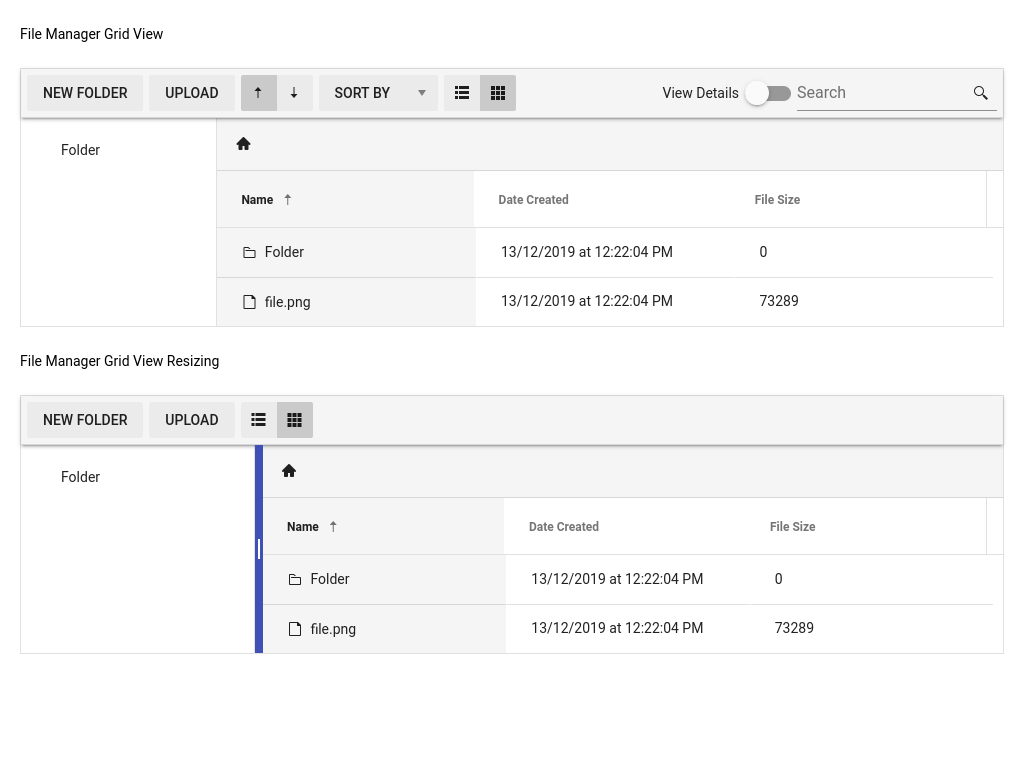 File Manager Grid View
NEW FOLDER UPLOAD SORT BY View Details Search
Folder
Name Date Created File Size
Folder 13/12/2019 at 12:22:04 PM 0
file.png 13/12/2019 at 12:22:04 PM 73289
File Manager Grid View Resizing
NEW FOLDER UPLOAD
Folder
Name Date Created File Size
Folder 13/12/2019 at 12:22:04 PM 0
file.png 13/12/2019 at 12:22:04 PM 73289